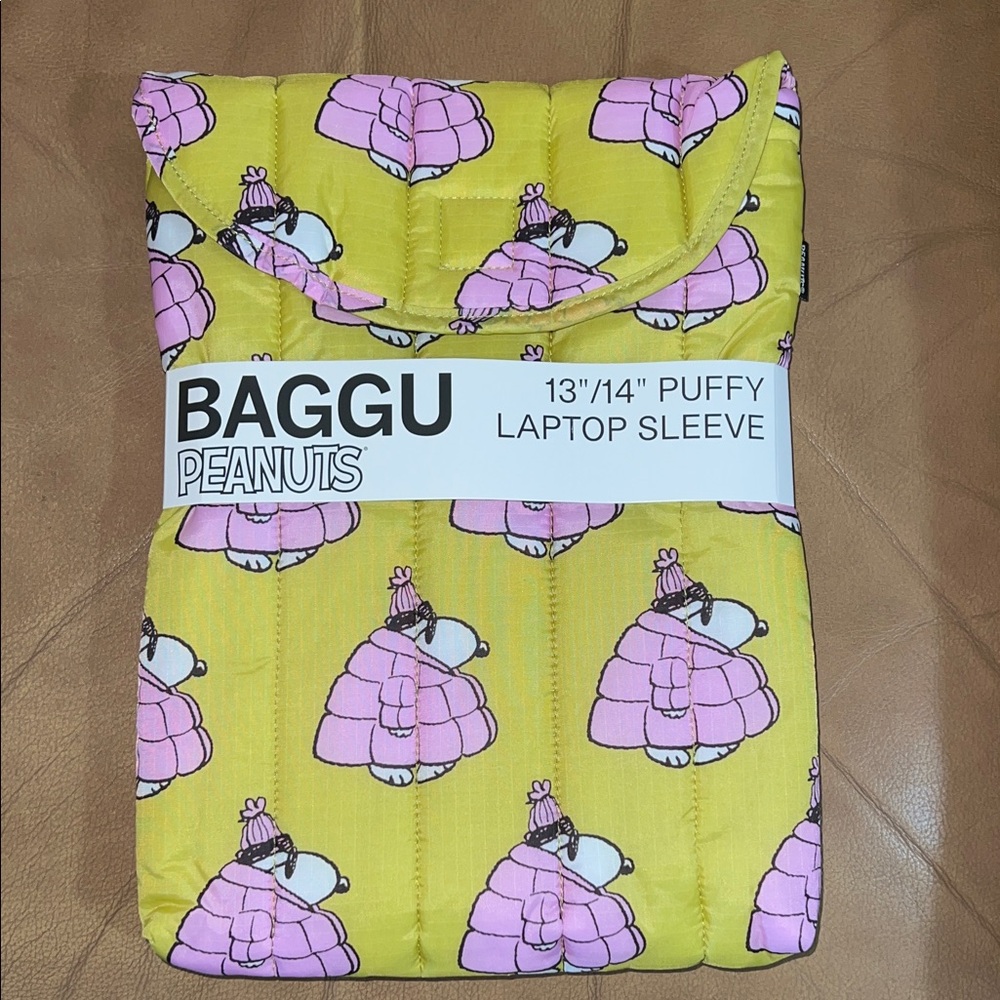 BAGGU
PEANUTS
13"/14" PUFFY
LAPTOP SLEEVE